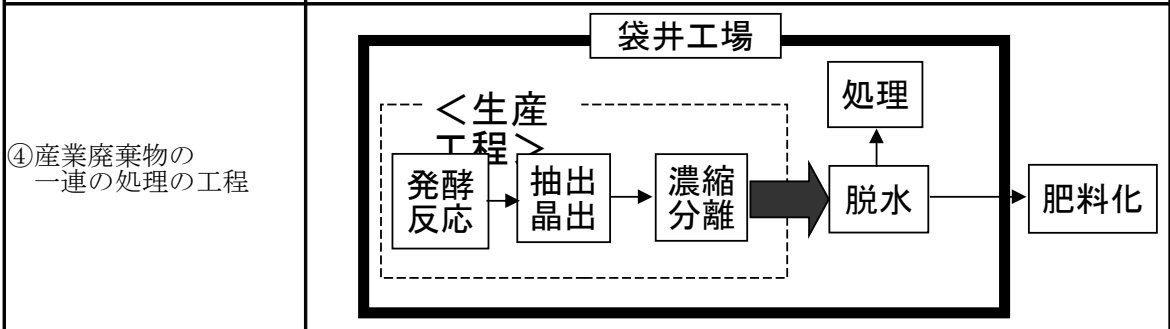 ④産業廃棄物の
一連の処理の工程
袋井工場
＜生産
工程＞
発酵
反応
抽出
晶出
濃縮
分離
処理
脱水
肥料化